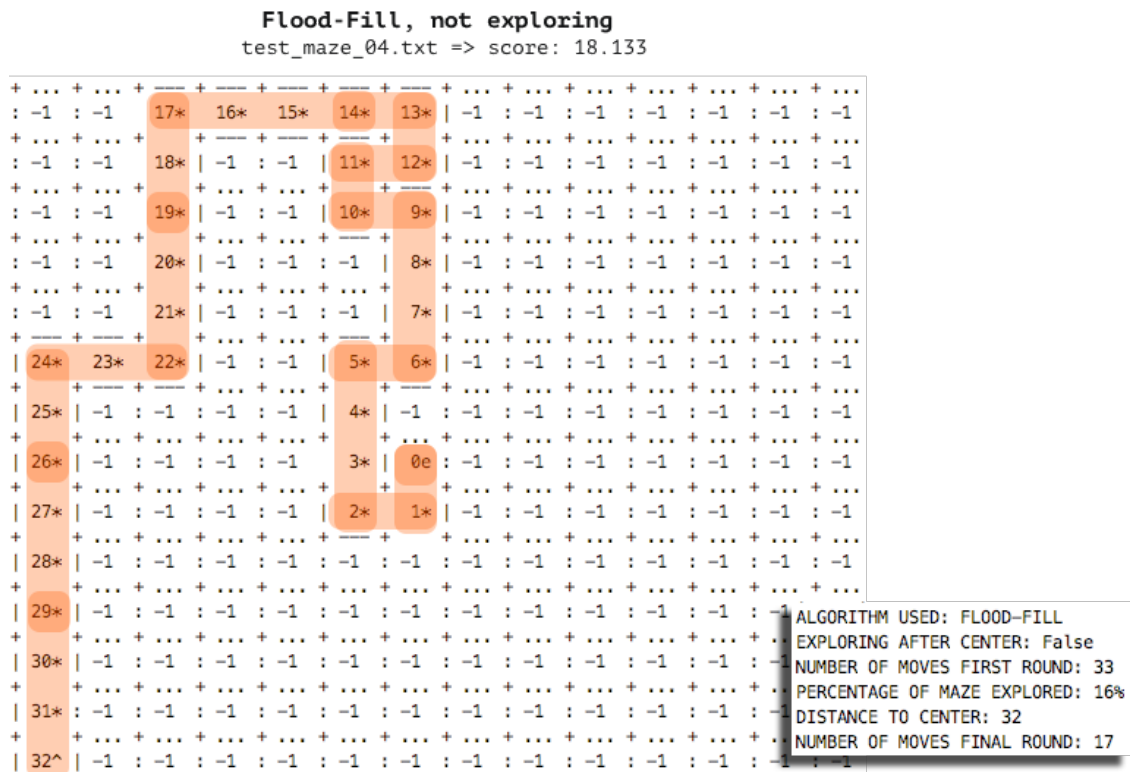 Flood-Fill, not exploring
test_maze_04.txt => score: 18.133
+ ... + ... + --- + --- + --- + --- + --- + ... + ... + ... + ... + ... + ... + ...
: -1 : -1 17* 16* 15* 14* 13* | -1 : -1 : -1 : -1 : -1 : -1 : -1
+ ... + ... + + --- + --- + --- + + ... + ... + ... + ... + ... + ... + ...
: -1 : -1 18* | -1 : -1 | 11* 12* | -1 : -1 : -1 : -1 : -1 : -1 : -1
+ ... + ... + + ... + ... + + --- + ... + ... + ... + ... + ... + ... + ...
: -1 : -1 19* | -1 : -1 | 10* 9* | -1 : -1 : -1 : -1 : -1 : -1 : -1
+ ... + ... + + ... + ... + --- + + ... + ... + ... + ... + ... + ... + ...
: -1 : -1 20* | -1 : -1 : -1 | 8* | -1 : -1 : -1 : -1 : -1 : -1 : -1
+ ... + ... + + ... + ... + ... + + ... + ... + ... + ... + ... + ... + ...
: -1 : -1 21* | -1 : -1 : -1 | 7* | -1 : -1 : -1 : -1 : -1 : -1 : -1
+ --- + --- + + ... + ... + --- + + ... + ... + ... + ... + ... + ... + ...
| 24* 23* 22* | -1 : -1 | 5* 6* | -1 : -1 : -1 : -1 : -1 : -1 : -1
+ + --- + --- + ... + ... + + --- + ... + ... + ... + ... + ... + ... + ...
| 25* | -1 : -1 : -1 : -1 | 4* | -1 : -1 : -1 : -1 : -1 : -1 : -1 : -1
+ + ... + ... + ... + ... + + ... + ... + ... + ... + ... + ... + ... + ...
| 26* | -1 : -1 : -1 : -1 3* | 0e : -1 : -1 : -1 : -1 : -1 : -1 : -1
+ + ... + ... + ... + ... + + + ... + ... + ... + ... + ... + ... + ...
| 27* | -1 : -1 : -1 : -1 | 2* 1* | -1 : -1 : -1 : -1 : -1 : -1 : -1
+ + ... + ... + ... + ... + --- + + ... + ... + ... + ... + ... + ... + ...
| 28* : -1 : -1 : -1 : -1 : -1 : -1 : -1 : -1 : -1 : -1 : -1 : -1 : -1
+ + ... + ... + ... + ... + ... + ... + ... + ... + ... + ... + ... + ... + ...
| 29* | -1 : -1 : -1 : -1 : -1 : -1 : -1 : -1 : -1 : -1 : -1 : -1
+ + ... + ... + ... + ... + ... + ... + ... + ... + ... + ... + ...
| 30* | -1 : -1 : -1 : -1 : -1 : -1 : -1 : -1 : -1 : -1 : -1 : -1
+ + ... + ... + ... + ... + ... + ... + ... + ... + ... + ... + ...
| 31* : -1 : -1 : -1 : -1 : -1 : -1 : -1 : -1 : -1 : -1 : -1 : -1
+ + ... + ... + ... + ... + ... + ... + ... + ... + ... + ... + ...
| 32^ | -1 : -1 : -1 : -1 : -1 : -1 : -1 : -1 : -1 : -1 : -1 : -1 : -1
ALGORITHM USED: FLOOD-FILL
EXPLORING AFTER CENTER: False
NUMBER OF MOVES FIRST ROUND: 33
PERCENTAGE OF MAZE EXPLORED: 16%
DISTANCE TO CENTER: 32
NUMBER OF MOVES FINAL ROUND: 17